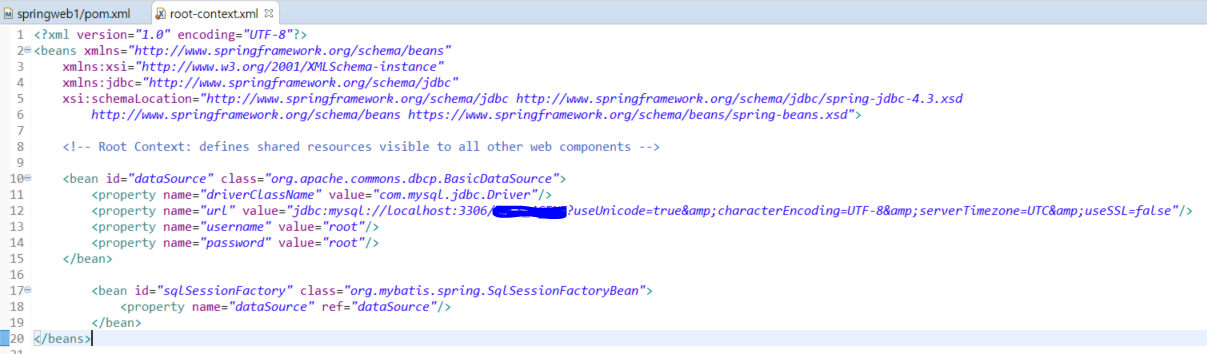 springweb1/pom.xml root-context.xml
1 <?xml version="1.0" encoding="UTF-8"?>
2 <beans xmlns="http://www.springframework.org/schema/beans"
3 xmlns:xsi="http://www.w3.org/2001/XMLSchema-instance"
4 xmlns:jdbc="http://www.springframework.org/schema/jdbc"
5 xsi:schemaLocation="http://www.springframework.org/schema/jdbc http://www.springframework.org/schema/jdbc/spring-jdbc-4.3.xsd
6 http://www.springframework.org/schema/beans https://www.springframework.org/schema/beans/spring-beans.xsd">
7
8 <!-- Root Context: defines shared resources visible to all other web components -->
9
10 <bean id="dataSource" class="org.apache.commons.dbcp.BasicDataSource">
11 <property name="driverClassName" value="com.mysql.jdbc.Driver"/>
12 <property name="url" value="jdbc:mysql://localhost:3306/?useUnicode=true&amp;characterEncoding=UTF-8&amp;serverTimezone=UTC&amp;useSSL=false"/>
13 <property name="username" value="root"/>
14 <property name="password" value="root"/>
15 </bean>
16
17 <bean id="sqlSessionFactory" class="org.mybatis.spring.SqlSessionFactoryBean">
18 <property name="dataSource" ref="dataSource"/>
19 </bean>
20 </beans>
21